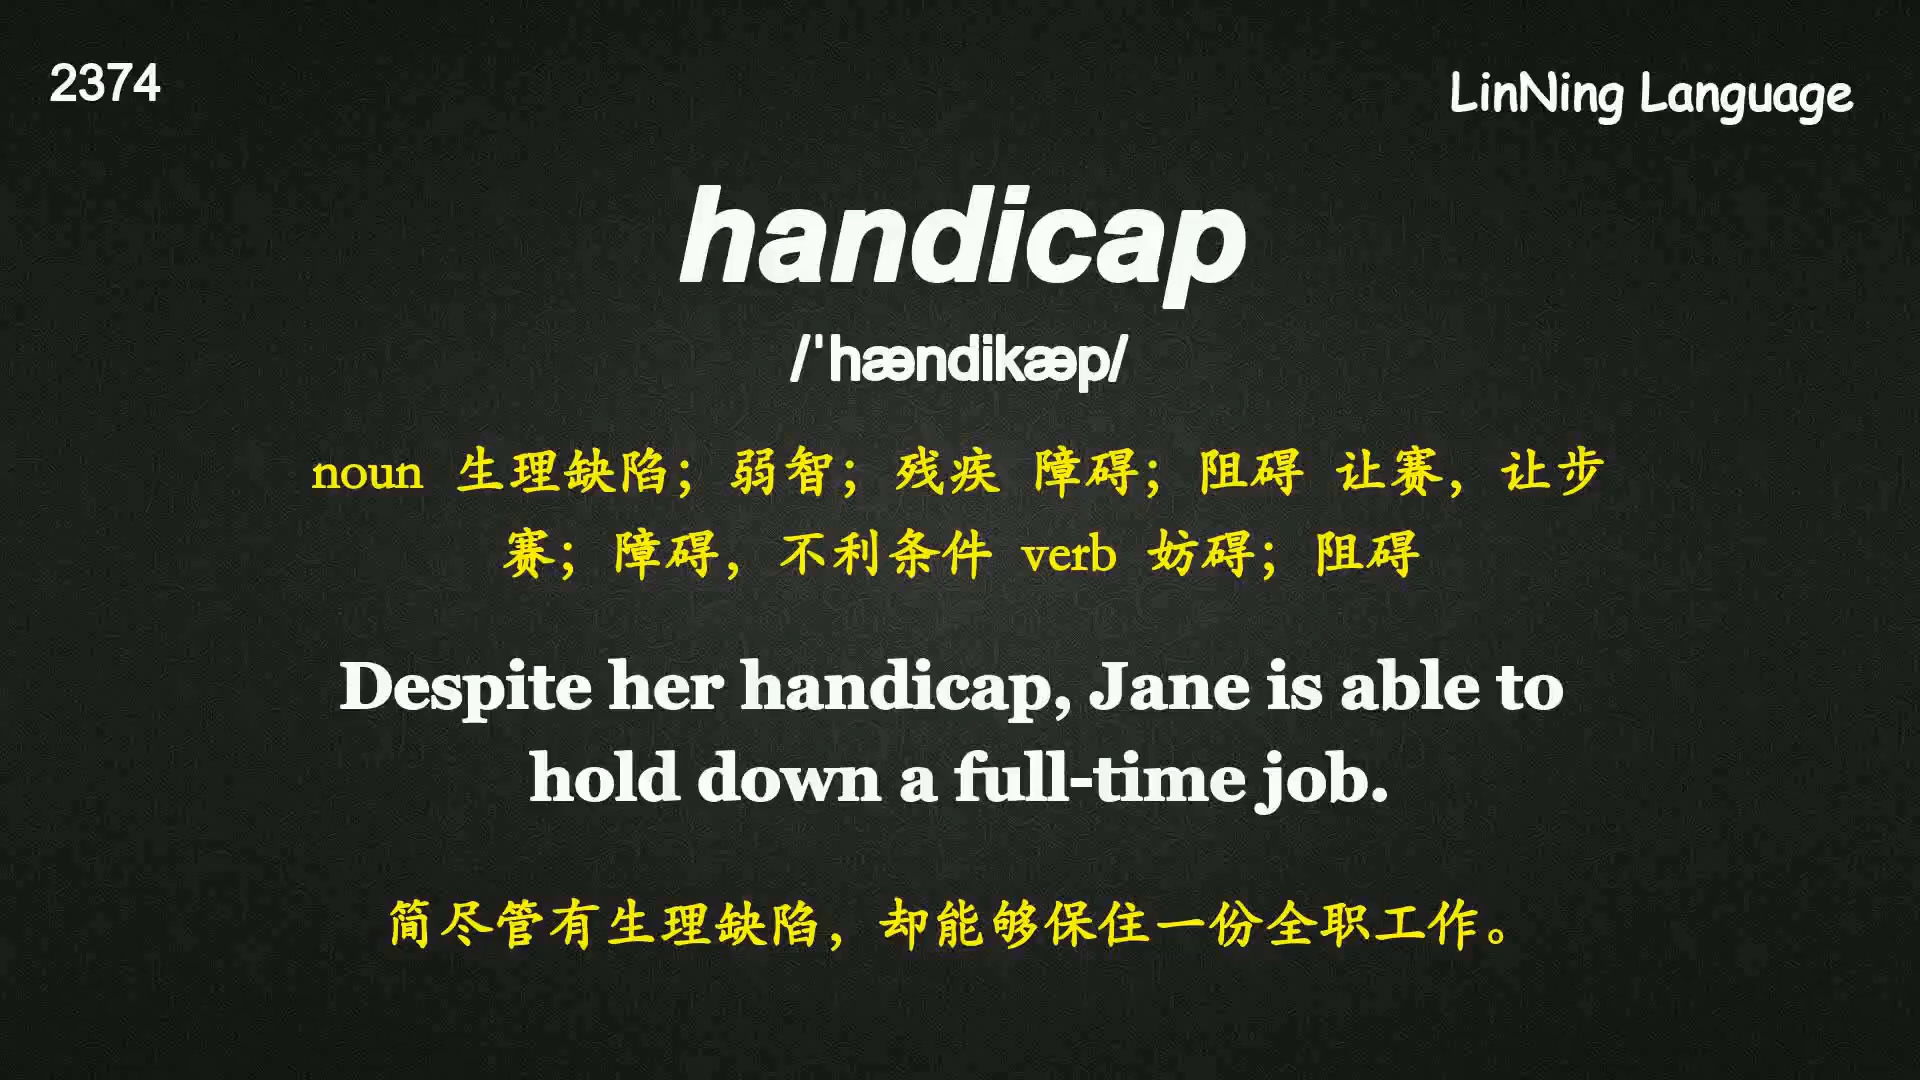 2374
LinNing Language
handicap
/ˈhændikæp/
noun 生理缺陷；弱智；残疾 障碍；阻碍 让赛，让步
赛；障碍，不利条件 verb 妨碍；阻碍
Despite her handicap, Jane is able to
hold down a full-time job.
简尽管有生理缺陷，却能够保住一份全职工作。